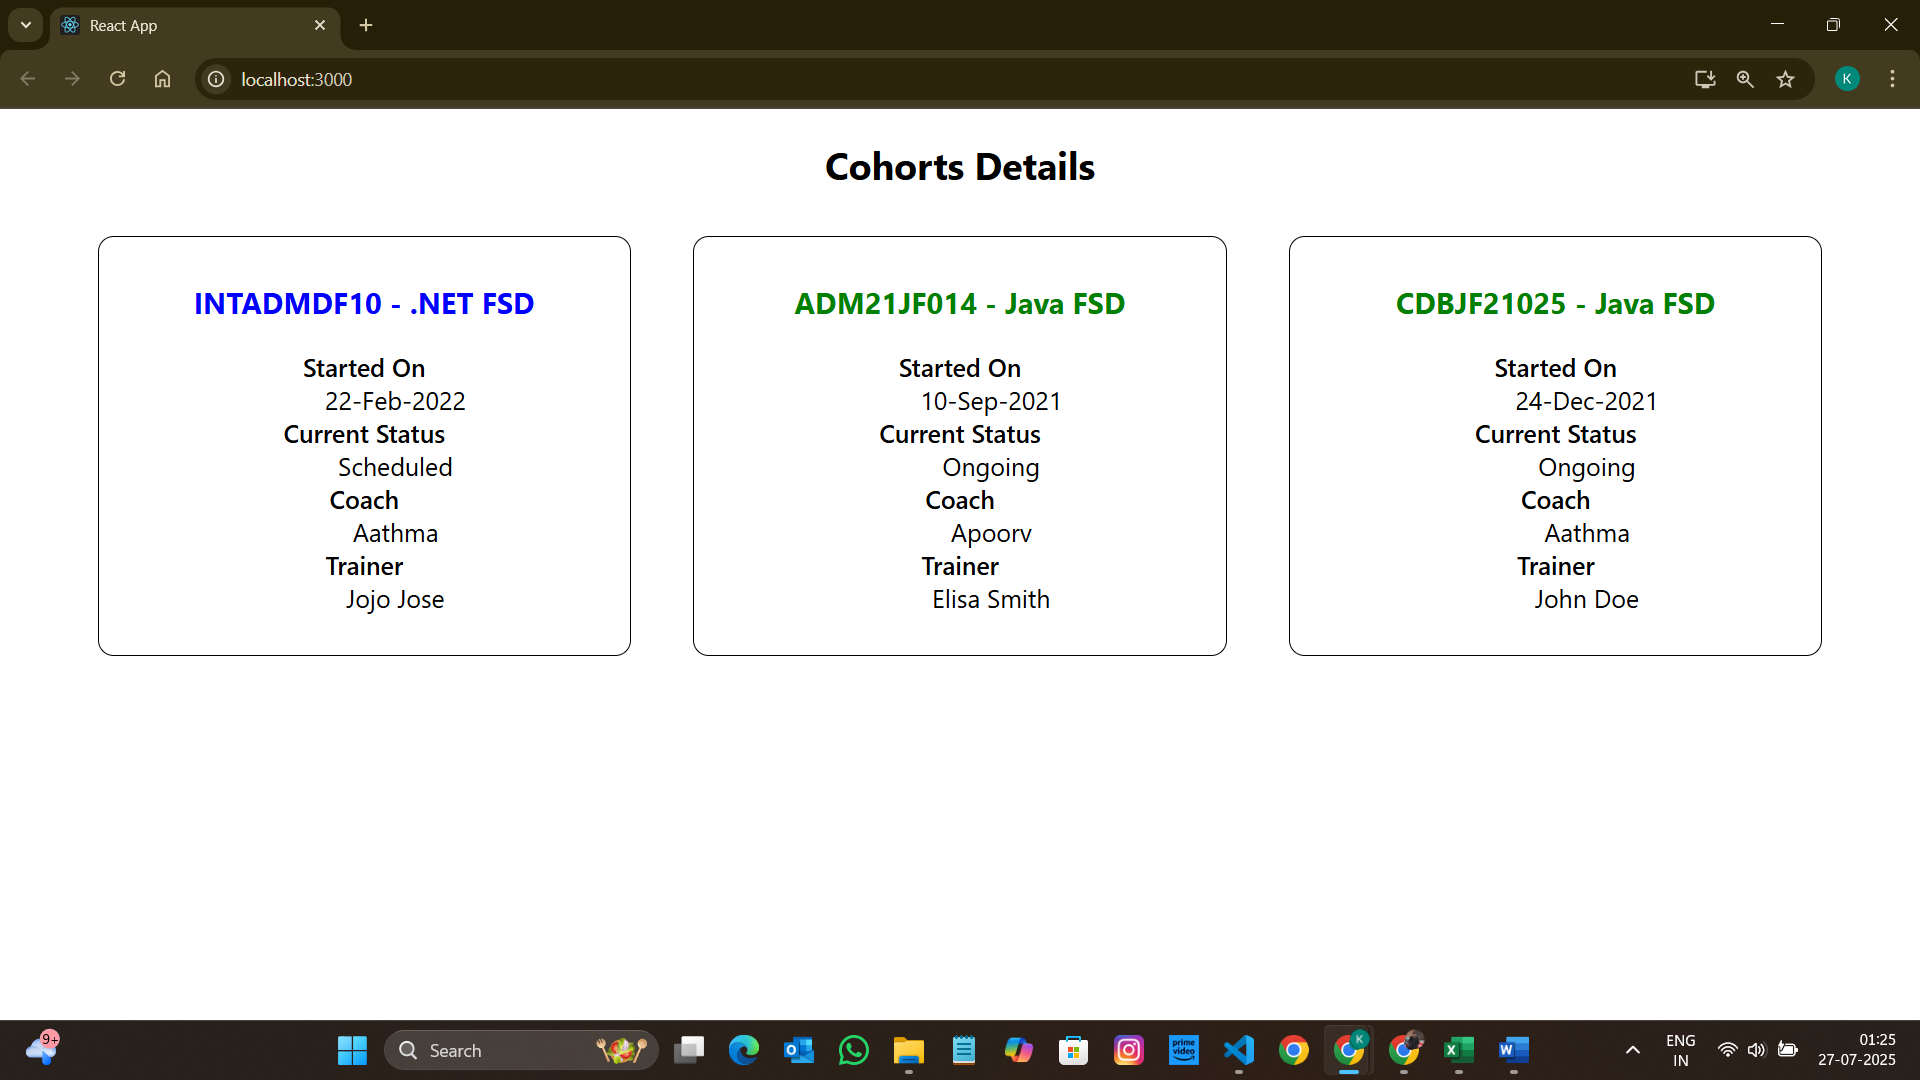 React App
localhost:3000
K
Cohorts Details
INTADMDF10 - .NET FSD
Started On
22-Feb-2022
Current Status
Scheduled
Coach
Aathma
Trainer
Jojo Jose
ADM21JF014 - Java FSD
Started On
10-Sep-2021
Current Status
Ongoing
Coach
Apoorv
Trainer
Elisa Smith
CDBJF21025 - Java FSD
Started On
24-Dec-2021
Current Status
Ongoing
Coach
Aathma
Trainer
John Doe
9+
Search
prime video
K
ENG
IN
01:25
27-07-2025